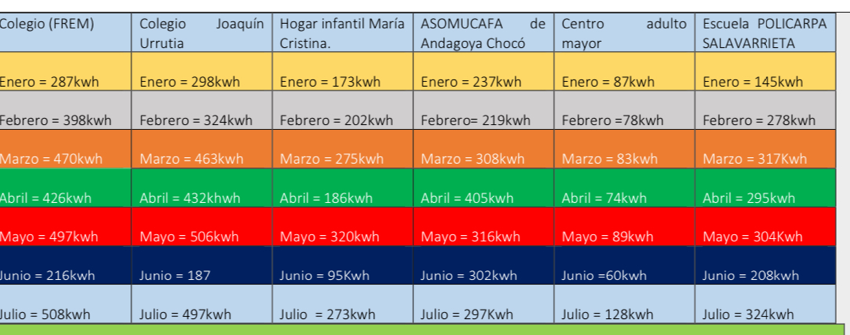 Colegio (FREM)
Colegio Joaquín Urrutia
Hogar infantil María Cristina.
ASOMUCAFA de Andagoya Chocó
Centro adulto mayor
Escuela POLICARPA SALAVARRIETA
Enero = 287kwh
Enero = 298kwh
Enero = 173kwh
Enero = 237kwh
Enero = 87kwh
Enero = 145kwh
Febrero = 398kwh
Febrero = 324kwh
Febrero = 202kwh
Febrero= 219kwh
Febrero =78kwh
Febrero = 278kwh
Marzo = 470kwh
Marzo = 463kwh
Marzo = 275kwh
Marzo = 308kwh
Marzo = 83kwh
Marzo = 317Kwh
Abril = 426kwh
Abril = 432khwh
Abril = 186kwh
Abril = 405kwh
Abril = 74kwh
Abril = 295kwh
Mayo = 497kwh
Mayo = 506kwh
Mayo = 320kwh
Mayo = 316kwh
Mayo = 89kwh
Mayo = 304Kwh
Junio = 216kwh
Junio = 187
Junio = 95Kwh
Junio = 302kwh
Junio =60kwh
Junio = 208kwh
Julio = 508kwh
Julio = 497kwh
Julio = 273kwh
Julio = 297Kwh
Julio = 128kwh
Julio = 324kwh